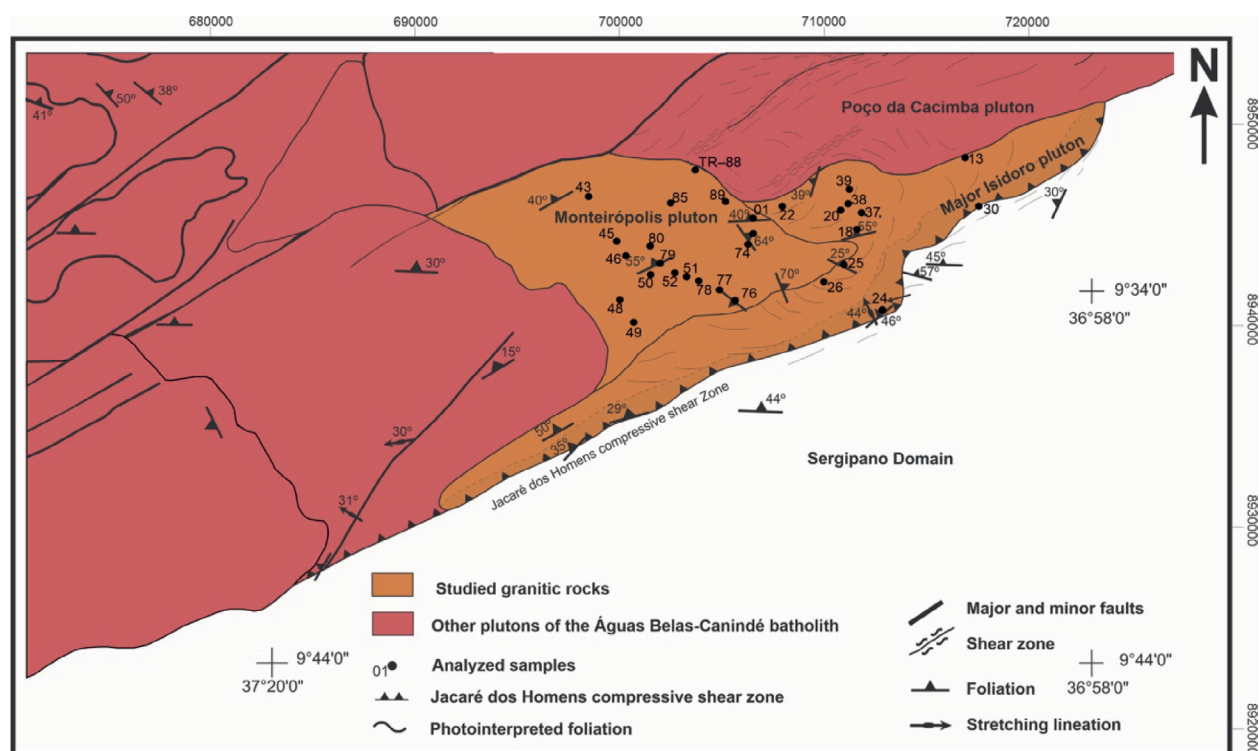 680000
690000
700000
710000
720000
N
8950000
8940000
8930000
8920000
50º
38º
41º
Poço da Cacimba pluton
TR–88
13
Major Isidoro pluton
43
40º
85
89
39º
39
38
01
22
20
37
30
30º
Monteirópolis pluton
40º
18
55º
45
80
74
64º
46
55º
79
25º
25
45º
57º
50
52
51
70º
26
9°34'0"
30º
78
77
76
24
36°58'0"
48
44º
46º
49
15º
29º
44º
50º
35º
30º
Jacaré dos Homens compressive shear Zone
Sergipano Domain
31º
Studied granitic rocks
Other plutons of the Águas Belas-Canindé batholith
01 Analyzed samples
Jacaré dos Homens compressive shear zone
Photointerpreted foliation
Major and minor faults
Shear zone
Foliation
Stretching lineation
9°44'0"
37°20'0"
9°44'0"
36°58'0"